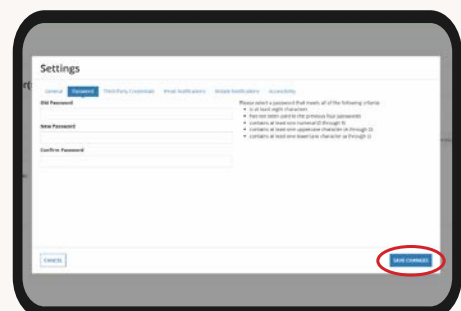 Settings
General Password Third-Party Credentials Email Notifications Mobile Notifications Accessibility
Old Password
New Password
Confirm Password
Please select a password that meets all of the following criteria:
• is at least eight characters
• has not been used in the previous four passwords
• contains at least one numeral (0 through 9)
• contains at least one uppercase character (A through Z)
• contains at least one lowercase character (a through z)
CANCEL
SAVE CHANGES